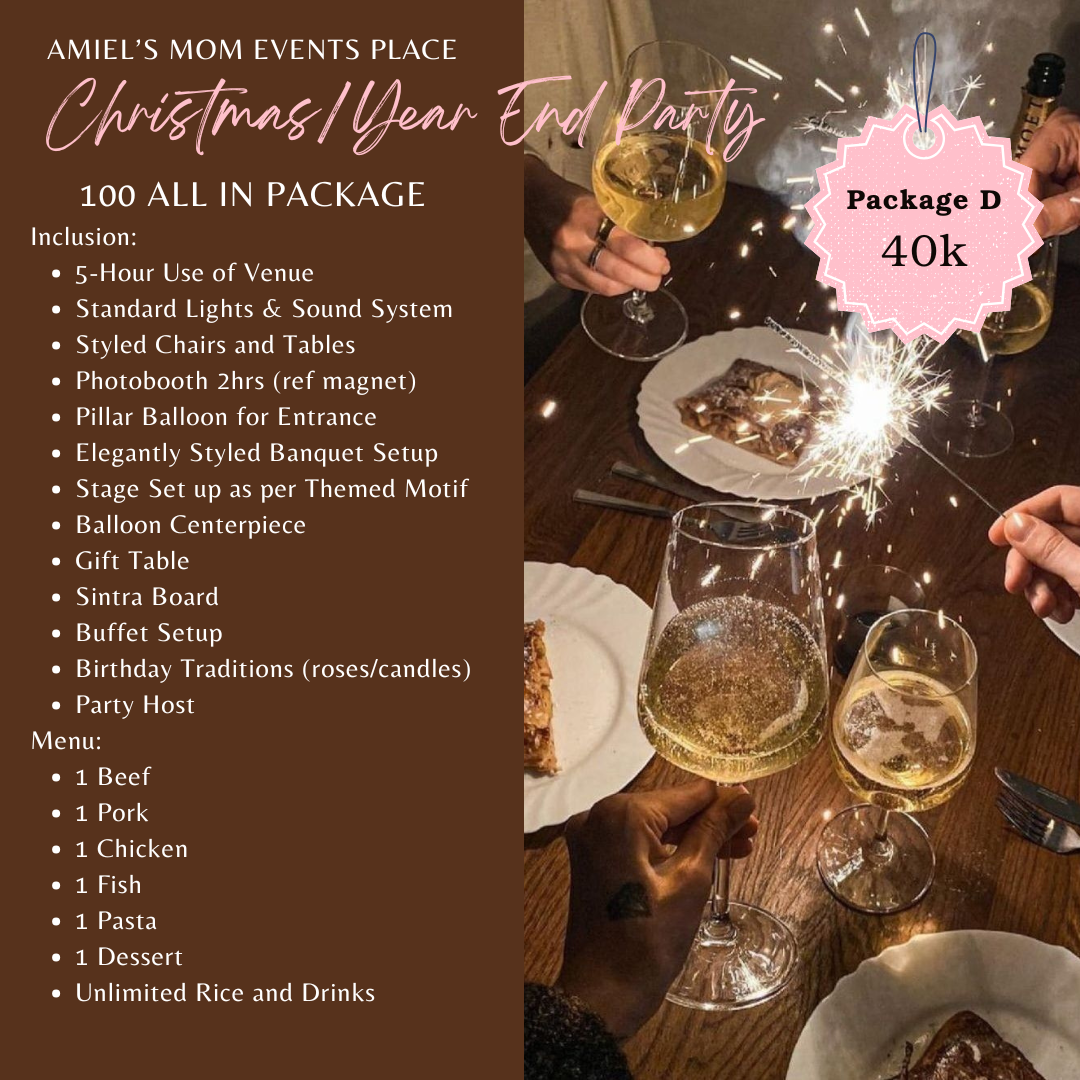 AMIEL'S MOM EVENTS PLACE
Christmas/Year End Party
100 ALL IN PACKAGE
Inclusion:
• 5-Hour Use of Venue
• Standard Lights & Sound System
• Styled Chairs and Tables
• Photobooth 2hrs (ref magnet)
• Pillar Balloon for Entrance
• Elegantly Styled Banquet Setup
• Stage Set up as per Themed Motif
• Balloon Centerpiece
• Gift Table
• Sintra Board
• Buffet Setup
• Birthday Traditions (roses/candles)
• Party Host
Menu:
• 1 Beef
• 1 Pork
• 1 Chicken
• 1 Fish
• 1 Pasta
• 1 Dessert
• Unlimited Rice and Drinks
Package D
40k
MOET